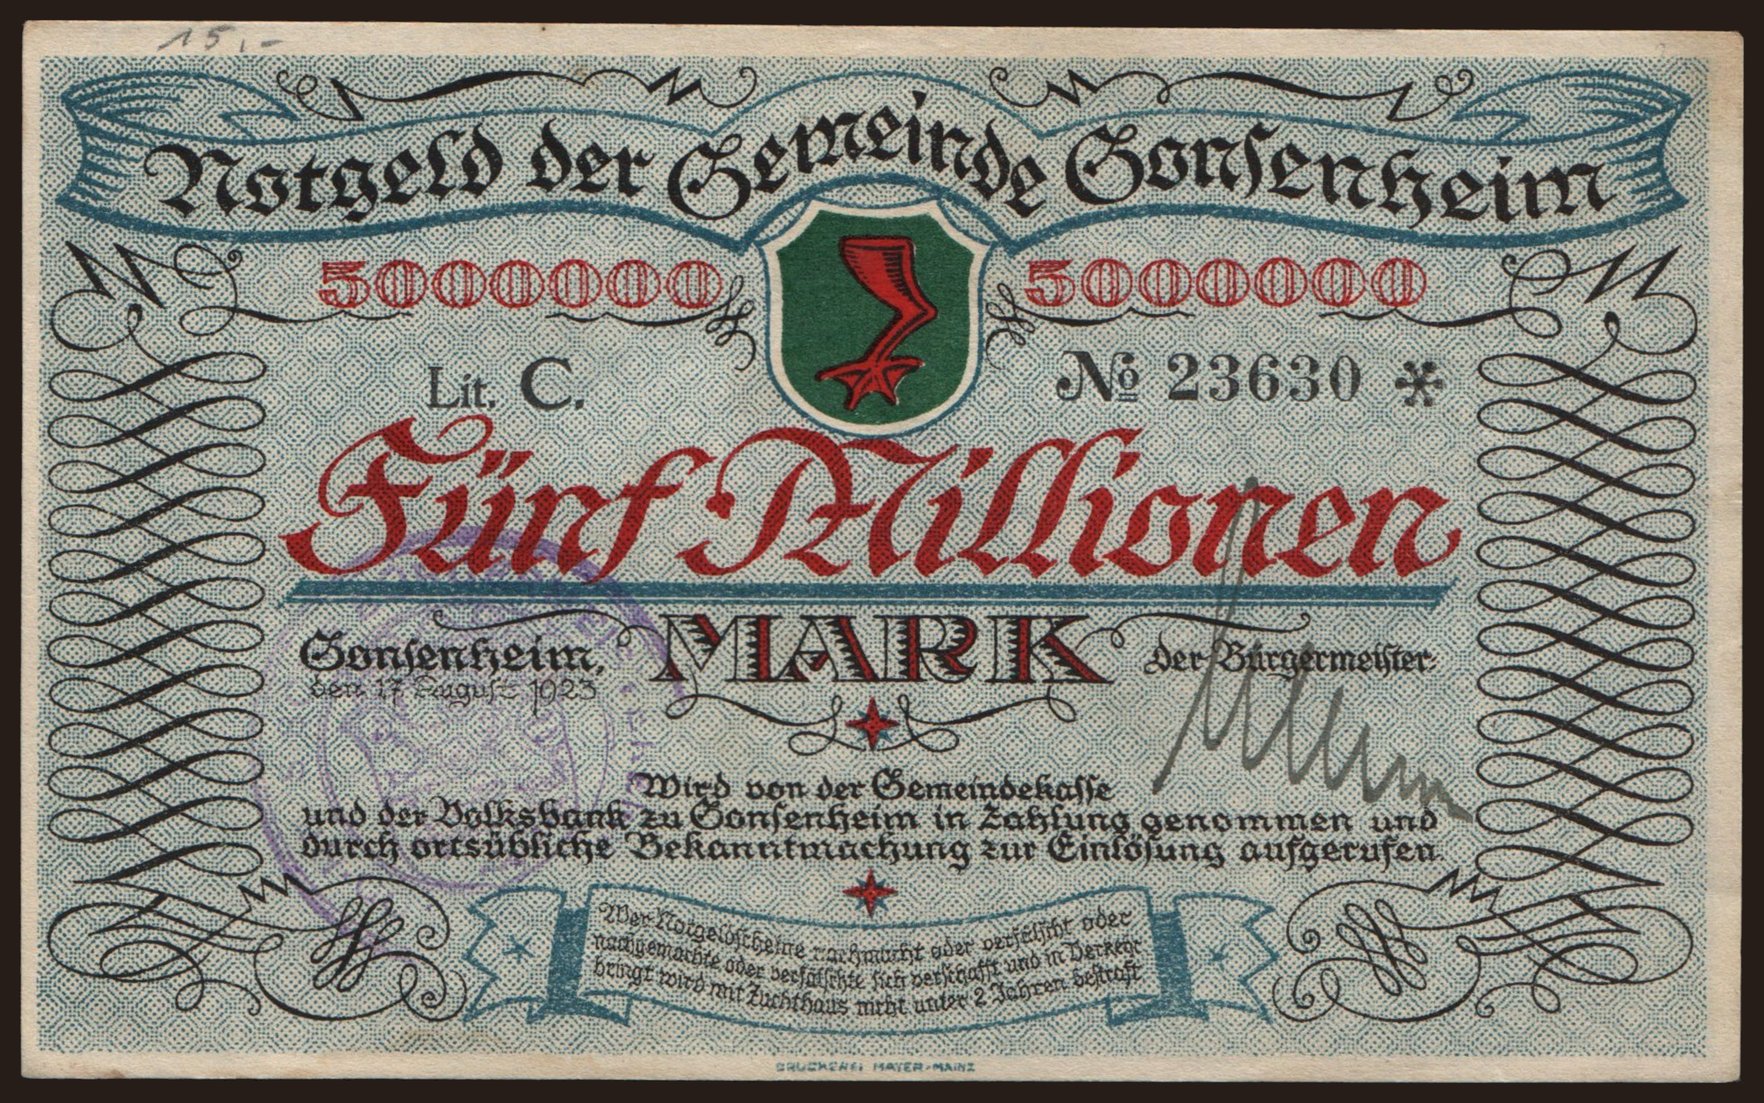 15,-
Notgeld der Gemeinde Gonsenheim
5000000 5000000
Lit. C. No 23630 *
Fünf Millionen
MARK
Gonsenheim, der Bürgermeister:
den 17 August 1923
Wird von der Gemeindekasse
und der Volksbank zu Gonsenheim in Zahlung genommen und
durch ortsübliche Bekanntmachung zur Einlösung aufgerufen.
Wer Notgeldscheine nachmacht oder verfälscht oder
nachgemachte oder verfälschte sich verschafft und in Verkehr
bringt wird mit Zuchthaus nicht unter 2 Jahren bestraft
DRUCKEREI MAYER-MAINZ